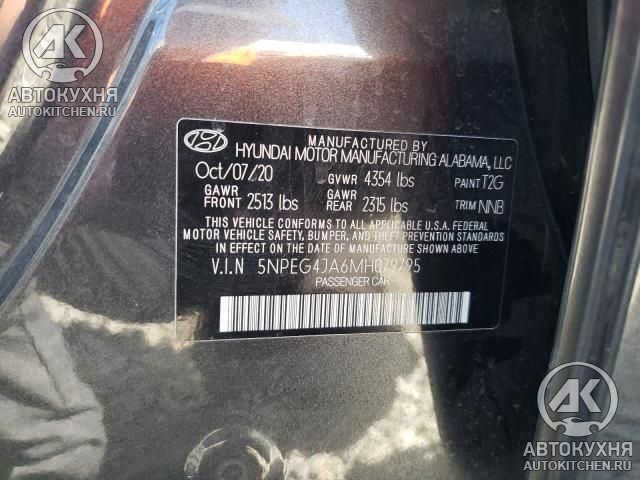 АВТОКУХНЯ
AUTOKITCHEN.RU
MANUFACTURED BY
HYUNDAI MOTOR MANUFACTURING ALABAMA, LLC
Oct/07/20 GVWR 4354 lbs PAINT T2G
GAWR FRONT 2513 lbs GAWR REAR 2315 lbs TRIM NNB
THIS VEHICLE CONFORMS TO ALL APPLICABLE U.S.A. FEDERAL
MOTOR VEHICLE SAFETY, BUMPER, AND THEFT PREVENTION STANDARDS
IN EFFECT ON THE DATE OF MANUFACTURE SHOWN ABOVE.
V.I.N 5NPEG4JA6MH079795
PASSENGER CAR
АВТОКУХНЯ
AUTOKITCHEN.RU